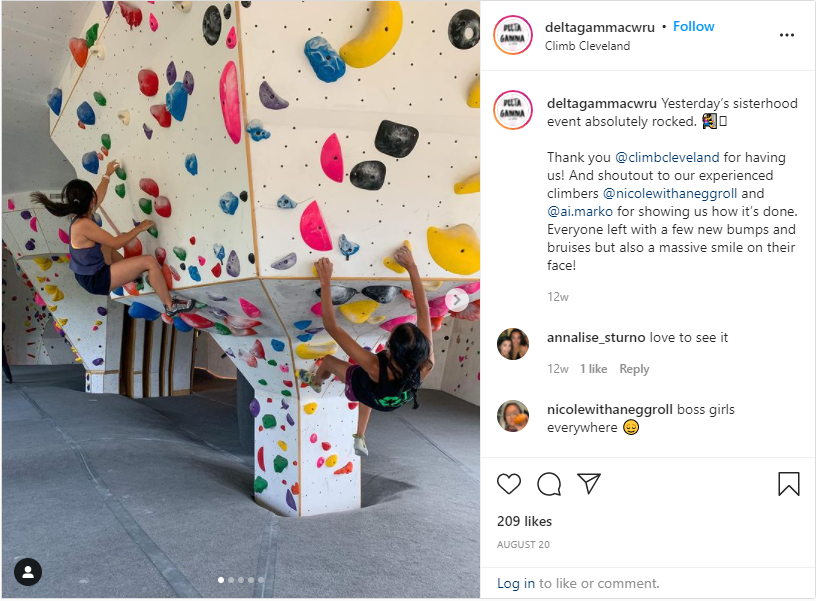 deltagammacwru • Follow
Climb Cleveland
DELTA
GAMMA
deltagammacwru Yesterday's sisterhood
event absolutely rocked. 🧗‍♀️
Thank you @climbcleveland for having
us! And shoutout to our experienced
climbers @nicolewithaneggroll and
@ai.marko for showing us how it's done.
Everyone left with a few new bumps and
bruises but also a massive smile on their
face!
12w
annalise_sturno love to see it
12w 1 like Reply
nicolewithaneggroll boss girls
everywhere 😌
209 likes
AUGUST 20
Log in to like or comment.